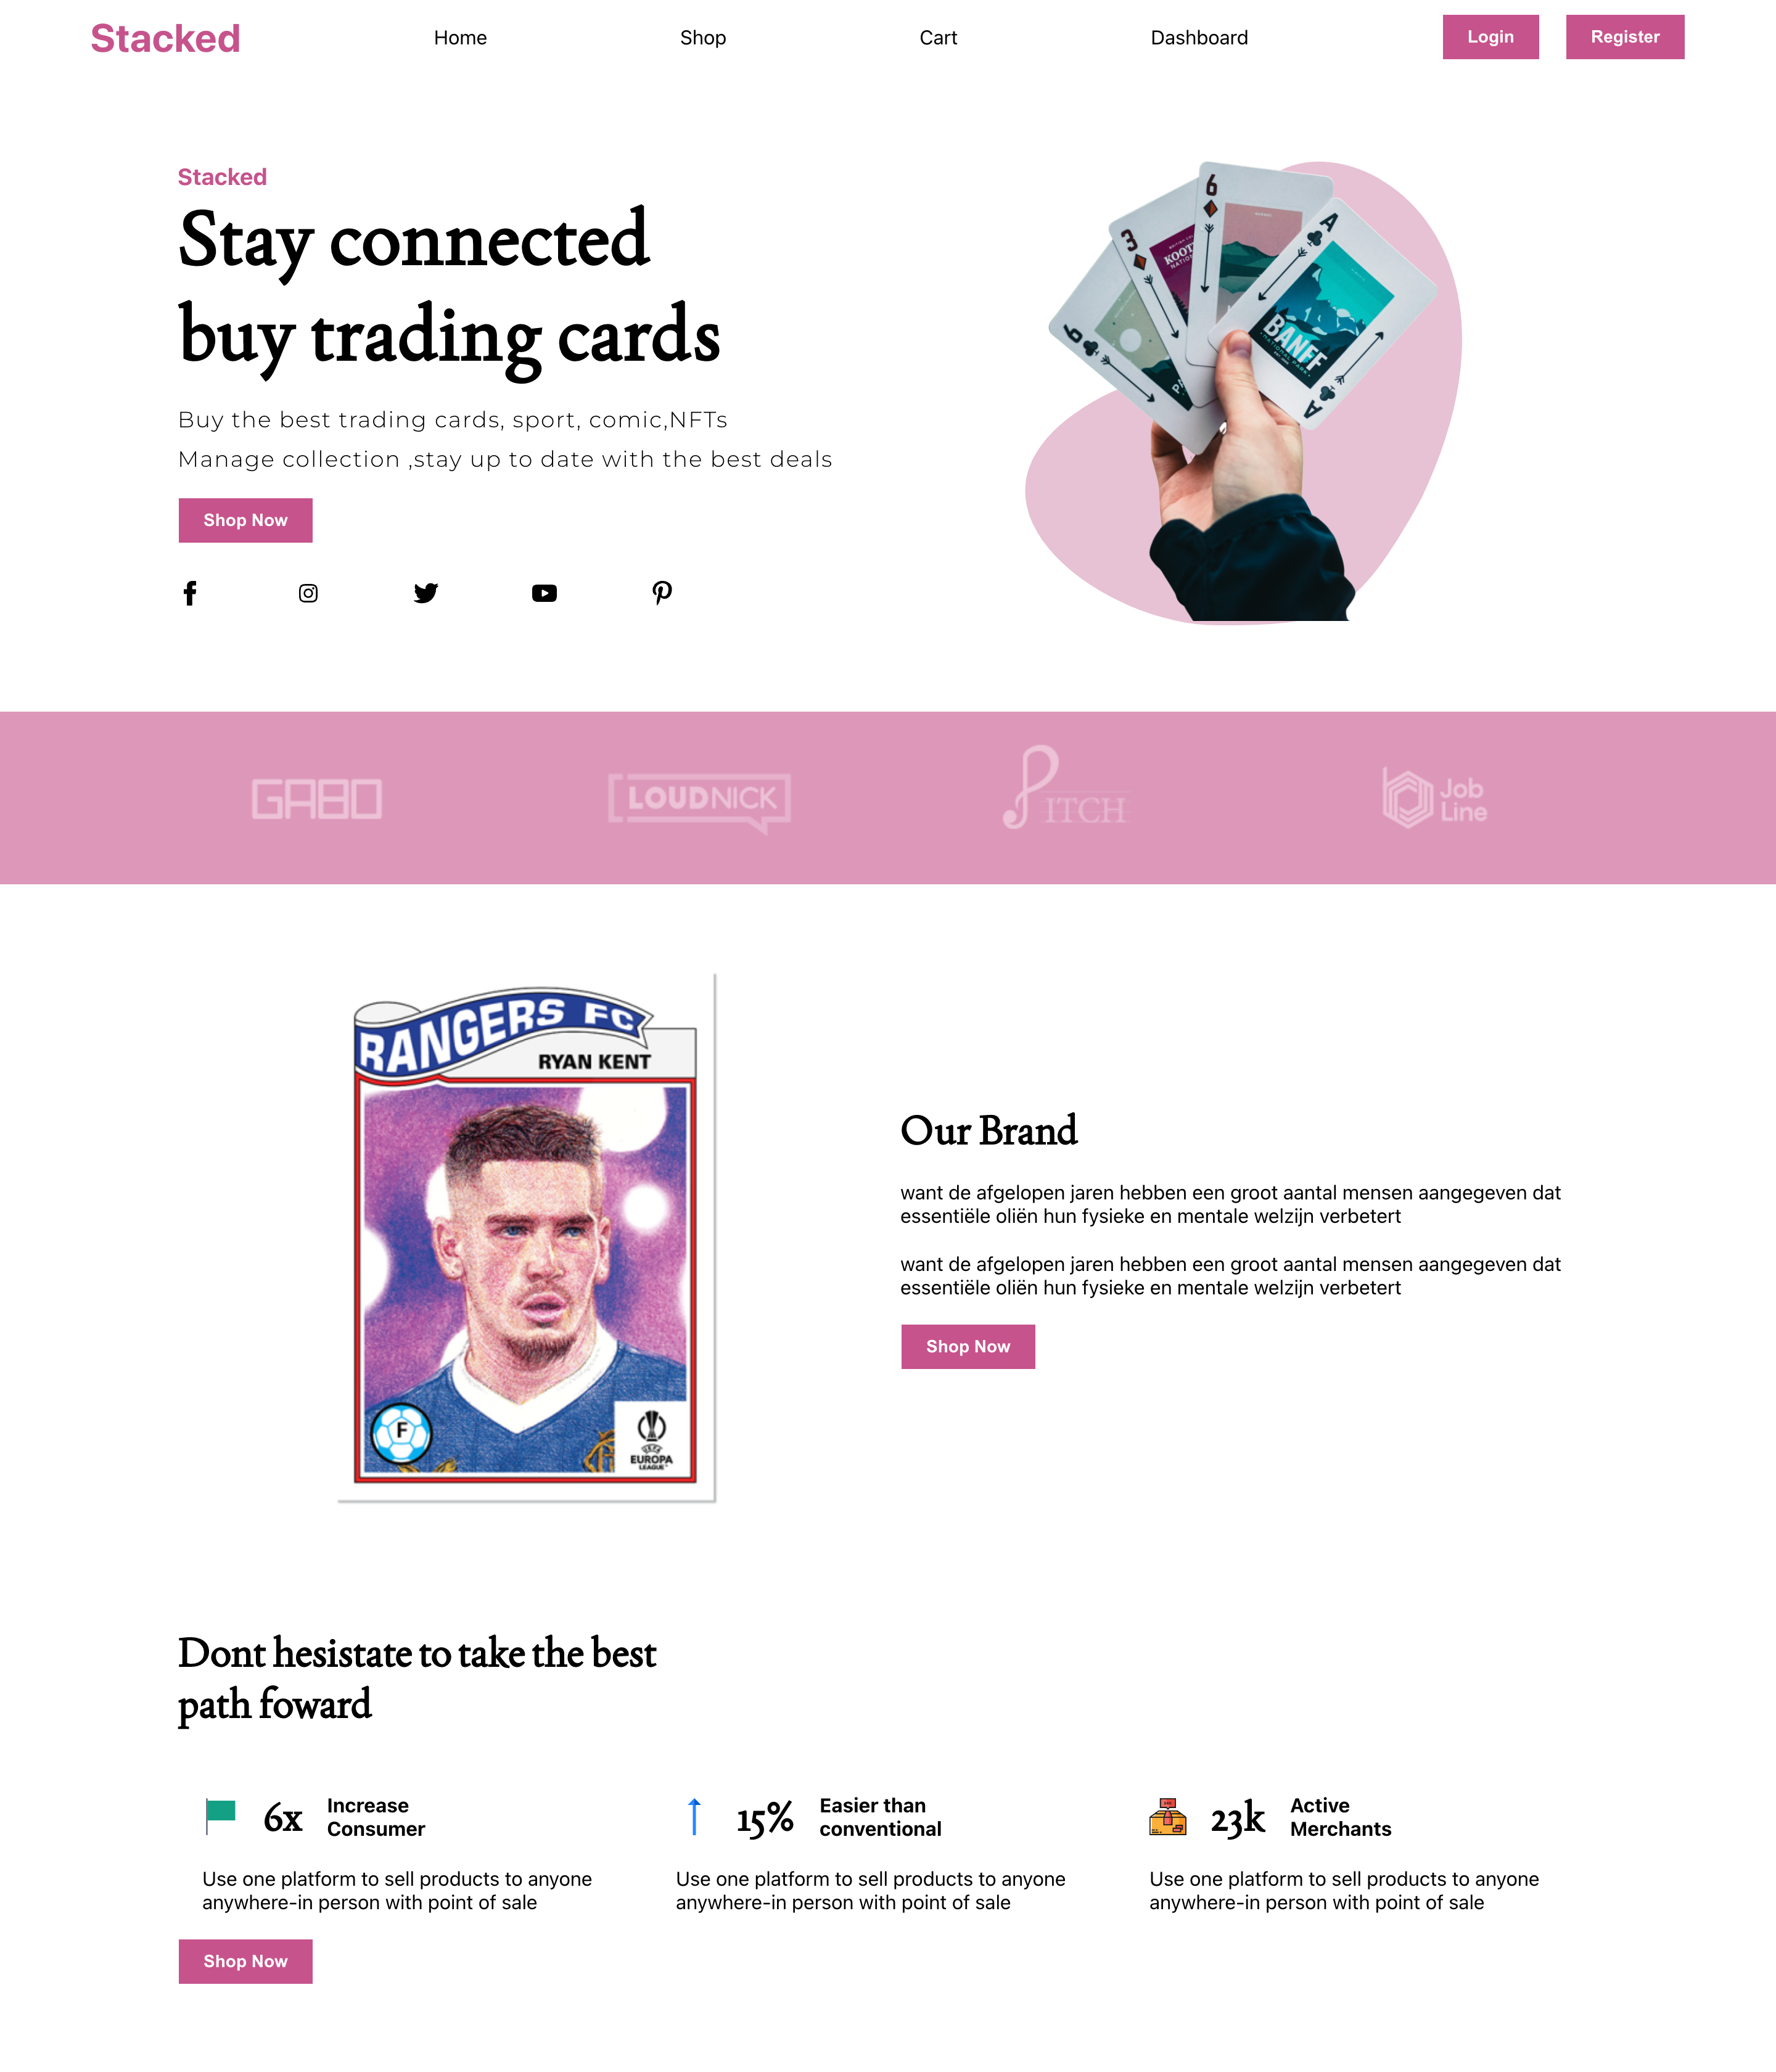 Stacked
Home
Shop
Cart
Dashboard
Login
Register
Stacked
Stay connected
buy trading cards
Buy the best trading cards, sport, comic,NFTs
Manage collection ,stay up to date with the best deals
Shop Now
6
3
6
A
BANFF
A
GABO
LOUDNICK
PITCH
Job
Line
RANGERS FC
RYAN KENT
F
UEFA
EUROPA
LEAGUE
Our Brand
want de afgelopen jaren hebben een groot aantal mensen aangegeven dat
essentiële oliën hun fysieke en mentale welzijn verbetert
want de afgelopen jaren hebben een groot aantal mensen aangegeven dat
essentiële oliën hun fysieke en mentale welzijn verbetert
Shop Now
Dont hesistate to take the best
path foward
6x
Increase
Consumer
15%
Easier than
conventional
23k
Active
Merchants
Use one platform to sell products to anyone
anywhere-in person with point of sale
Use one platform to sell products to anyone
anywhere-in person with point of sale
Use one platform to sell products to anyone
anywhere-in person with point of sale
Shop Now